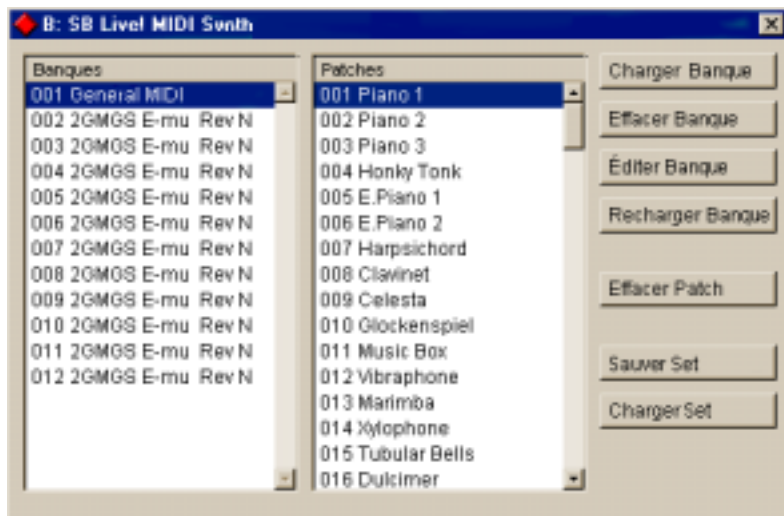 B: SB Live! MIDI Synth
Banques
001 General MIDI
002 2GMGS E-mu Rev N
003 2GMGS E-mu Rev N
004 2GMGS E-mu Rev N
005 2GMGS E-mu Rev N
006 2GMGS E-mu Rev N
007 2GMGS E-mu Rev N
008 2GMGS E-mu Rev N
009 2GMGS E-mu Rev N
010 2GMGS E-mu Rev N
011 2GMGS E-mu Rev N
012 2GMGS E-mu Rev N
Patches
001 Piano 1
002 Piano 2
003 Piano 3
004 Honky Tonk
005 E.Piano 1
006 E.Piano 2
007 Harpsichord
008 Clavinet
009 Celesta
010 Glockenspiel
011 Music Box
012 Vibraphone
013 Marimba
014 Xylophone
015 Tubular Bells
016 Dulcimer
Charger Banque
Effacer Banque
Éditer Banque
Recharger Banque
Effacer Patch
Sauver Set
Charger Set